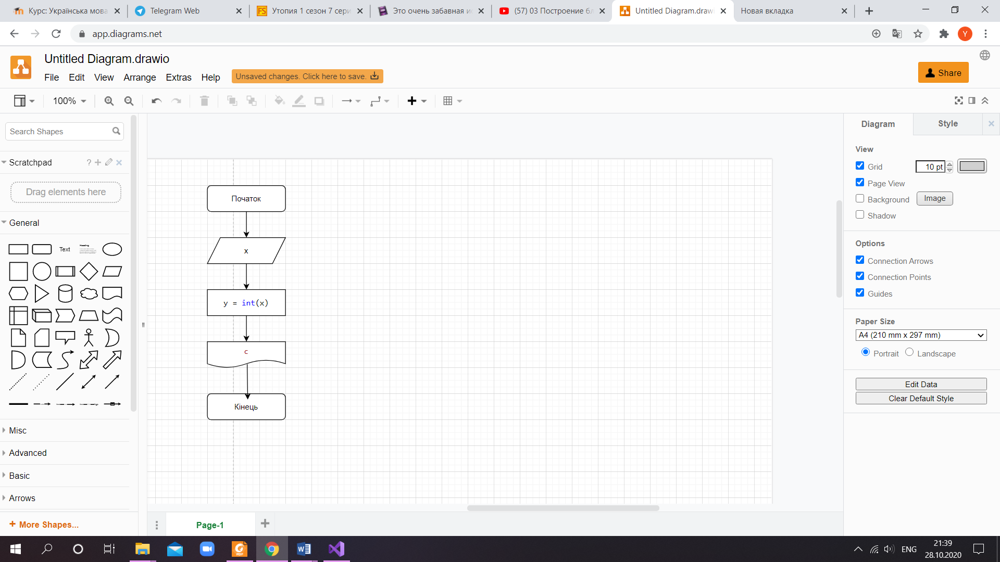 Курс: Українська мова
Telegram Web
Утопия 1 сезон 7 сери
Это очень забавная ис
(57) 03 Построение бл
Untitled Diagram.draw
Новая вкладка
app.diagrams.net
Y
Untitled Diagram.drawio
File Edit View Arrange Extras Help
Unsaved changes. Click here to save.
Share
100%
Search Shapes
Scratchpad
?
Drag elements here
General
Text
Heading
Misc
Advanced
Basic
Arrows
+ More Shapes...
Початок
x
y = int(x)
c
Кінець
Page-1
Diagram
Style
View
Grid
10 pt
Page View
Background
Image
Shadow
Options
Connection Arrows
Connection Points
Guides
Paper Size
A4 (210 mm x 297 mm)
Portrait
Landscape
Edit Data
Clear Default Style
ENG
21:39
28.10.2020